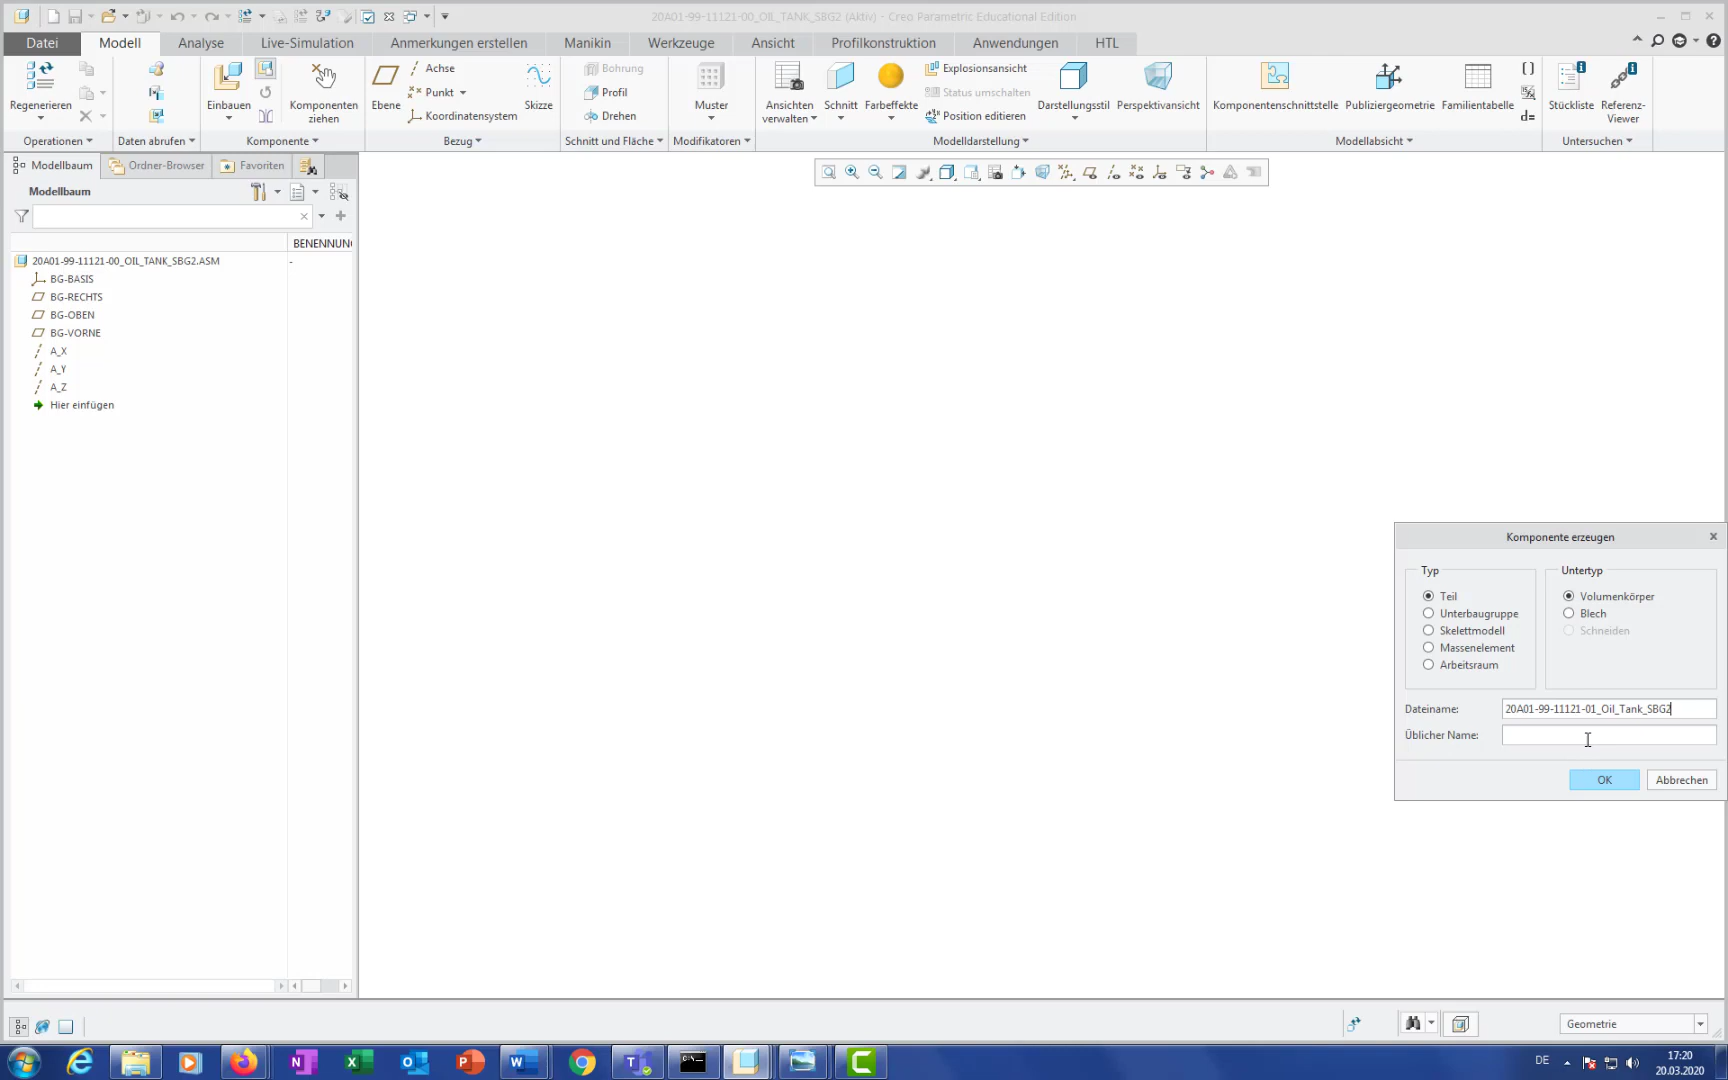 20A01-99-11121-00_OIL_TANK_SBG2 (Aktiv) - Creo Parametric Educational Edition
Datei Modell Analyse Live-Simulation Anmerkungen erstellen Manikin Werkzeuge Ansicht Profilkonstruktion Anwendungen HTL
Regenerieren Einbauen Komponenten ziehen Ebene Achse Punkt Koordinatensystem Skizze Bohrung Profil Drehen Muster Ansichten verwalten Schnitt Farbeffekte Explosionsansicht Status umschalten Position editieren Darstellungsstil Perspektivansicht Komponentenschnittstelle Publiziergeometrie Familientabelle Stückliste Referenz-Viewer
Operationen Daten abrufen Komponente Bezug Schnitt und Fläche Modifikatoren Modelldarstellung Modellabsicht Untersuchen
Modellbaum Ordner-Browser Favoriten
Modellbaum
BENENNUN
20A01-99-11121-00_OIL_TANK_SBG2.ASM -
BG-BASIS
BG-RECHTS
BG-OBEN
BG-VORNE
A_X
A_Y
A_Z
Hier einfügen
Komponente erzeugen
Typ Untertyp
Teil Volumenkörper
Unterbaugruppe Blech
Skelettmodell Schneiden
Massenelement
Arbeitsraum
Dateiname: 20A01-99-11121-01_Oil_Tank_SBG2
Üblicher Name:
OK Abbrechen
Geometrie
DE 17:20
20.03.2020